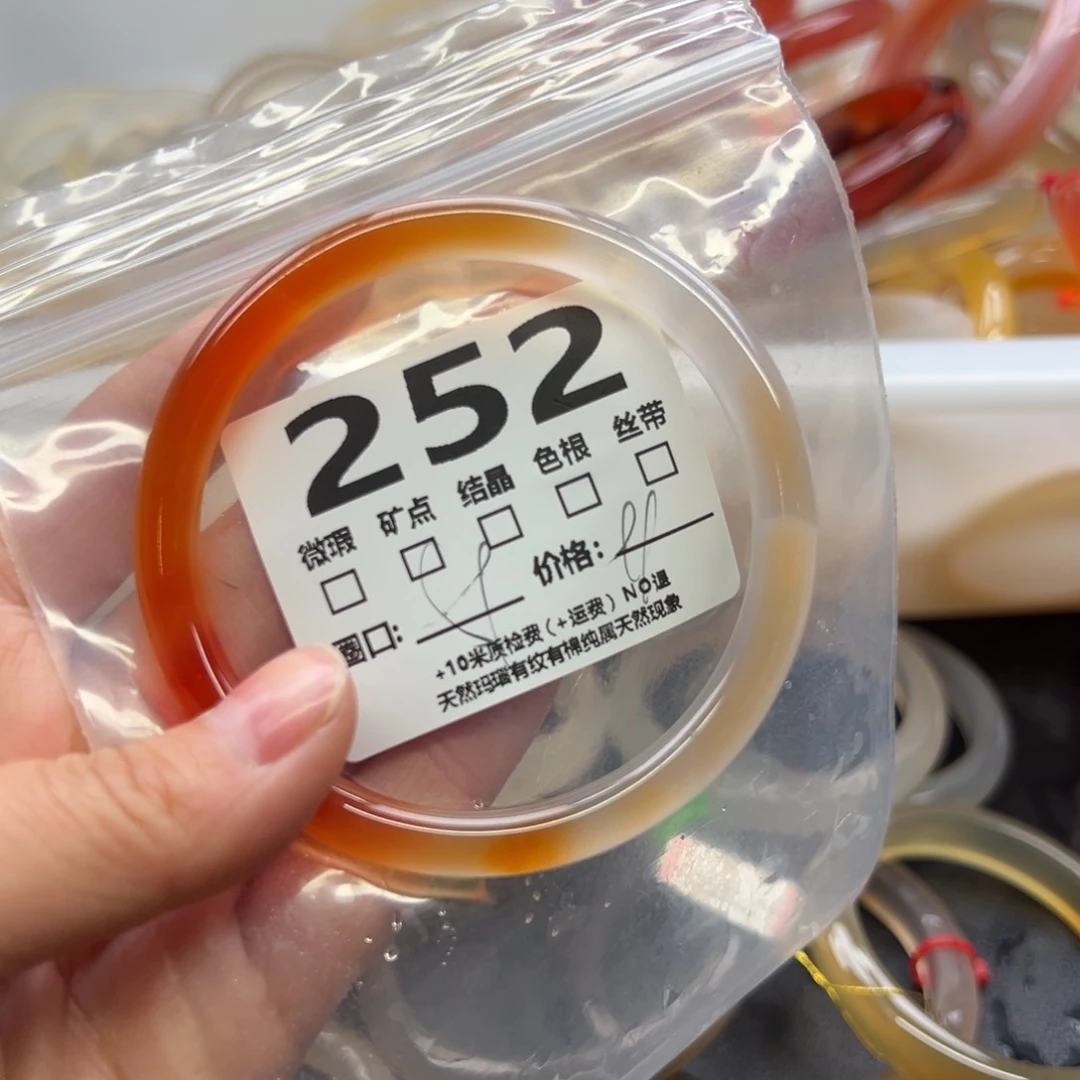 252
微瑕 矿点 结晶 色根 丝带
圈口: 价格:
+10米质检费(+运费)NO退
天然玛瑙有纹有棉纯属天然现象